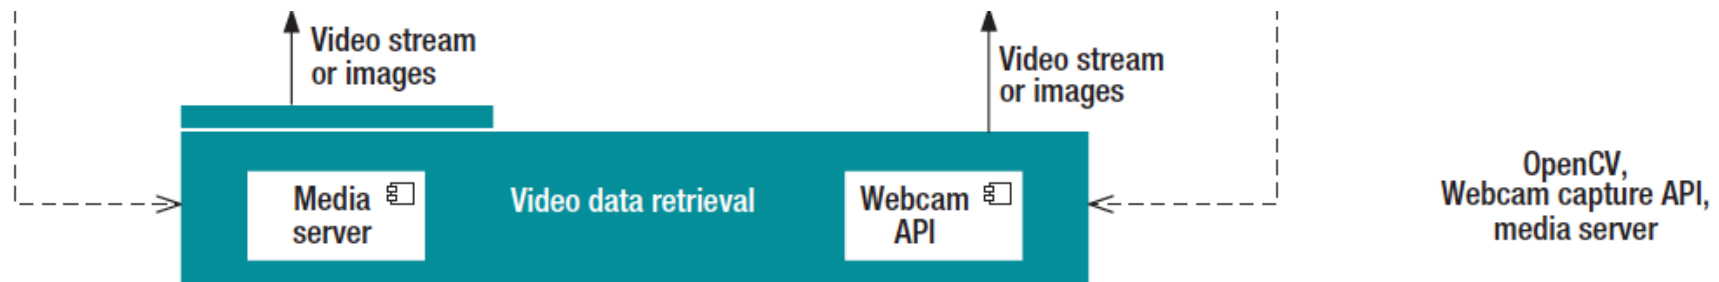 Video stream
or images
Video stream
or images
Media
server
Video data retrieval
Webcam
API
OpenCV,
Webcam capture API,
media server